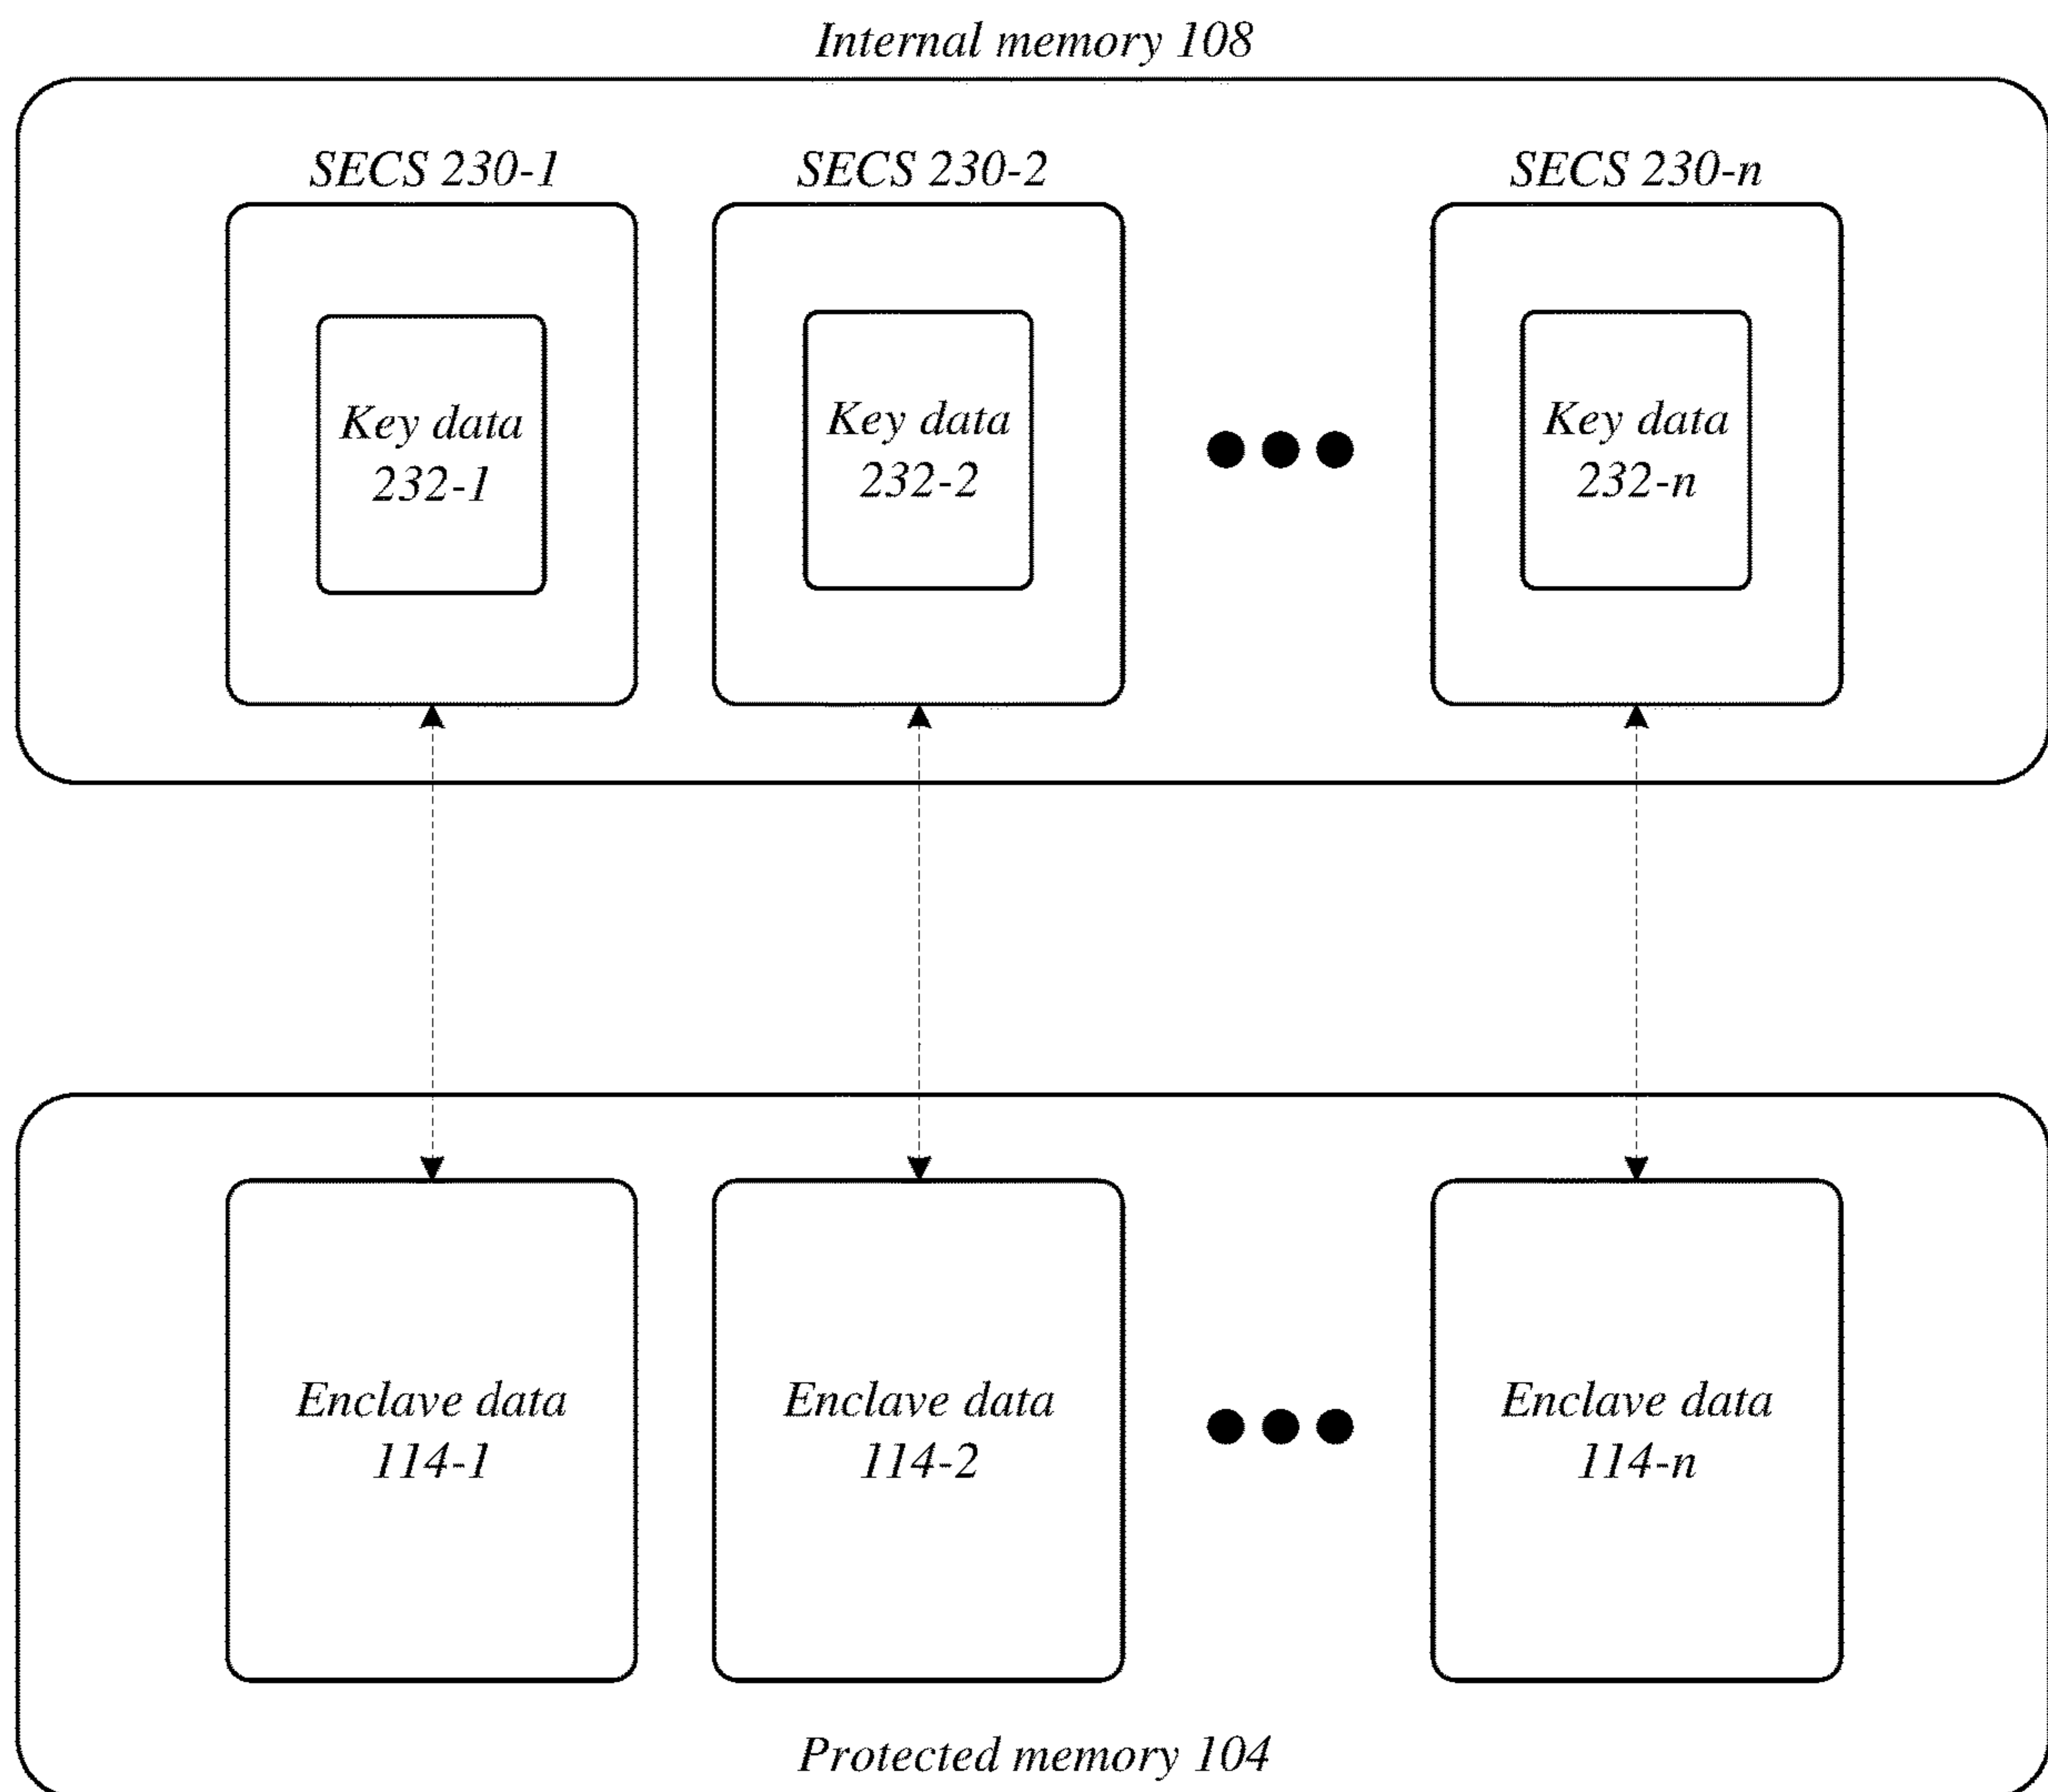 Internal memory 108
SECS 230-1
SECS 230-2
SECS 230-n
Key data
232-1
Key data
232-2
Key data
232-n
Enclave data
114-1
Enclave data
114-2
Enclave data
114-n
Protected memory 104